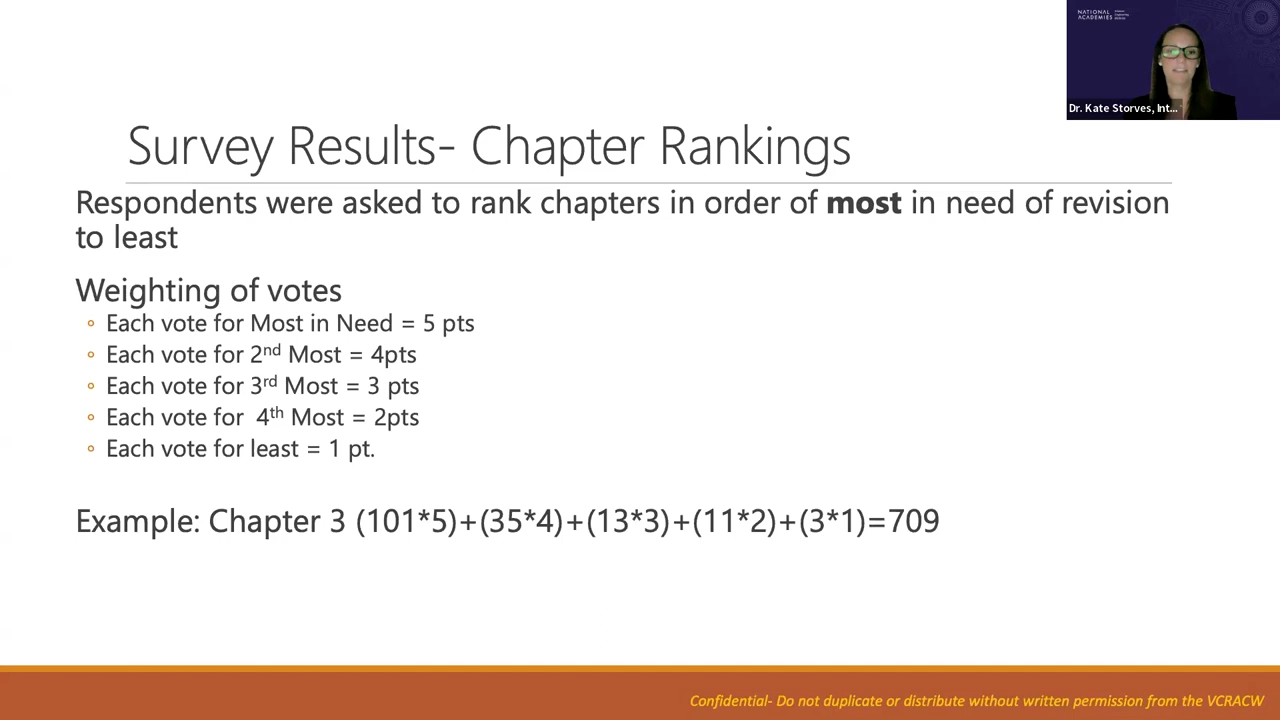 NATIONAL
ACADEMIES
Dr. Kate Storves, Int...
Survey Results- Chapter Rankings
Respondents were asked to rank chapters in order of most in need of revision
to least
Weighting of votes
◦ Each vote for Most in Need = 5 pts
◦ Each vote for 2nd Most = 4pts
◦ Each vote for 3rd Most = 3 pts
◦ Each vote for 4th Most = 2pts
◦ Each vote for least = 1 pt.
Example: Chapter 3 (101*5)+(35*4)+(13*3)+(11*2)+(3*1)=709
Confidential- Do not duplicate or distribute without written permission from the VCRACW